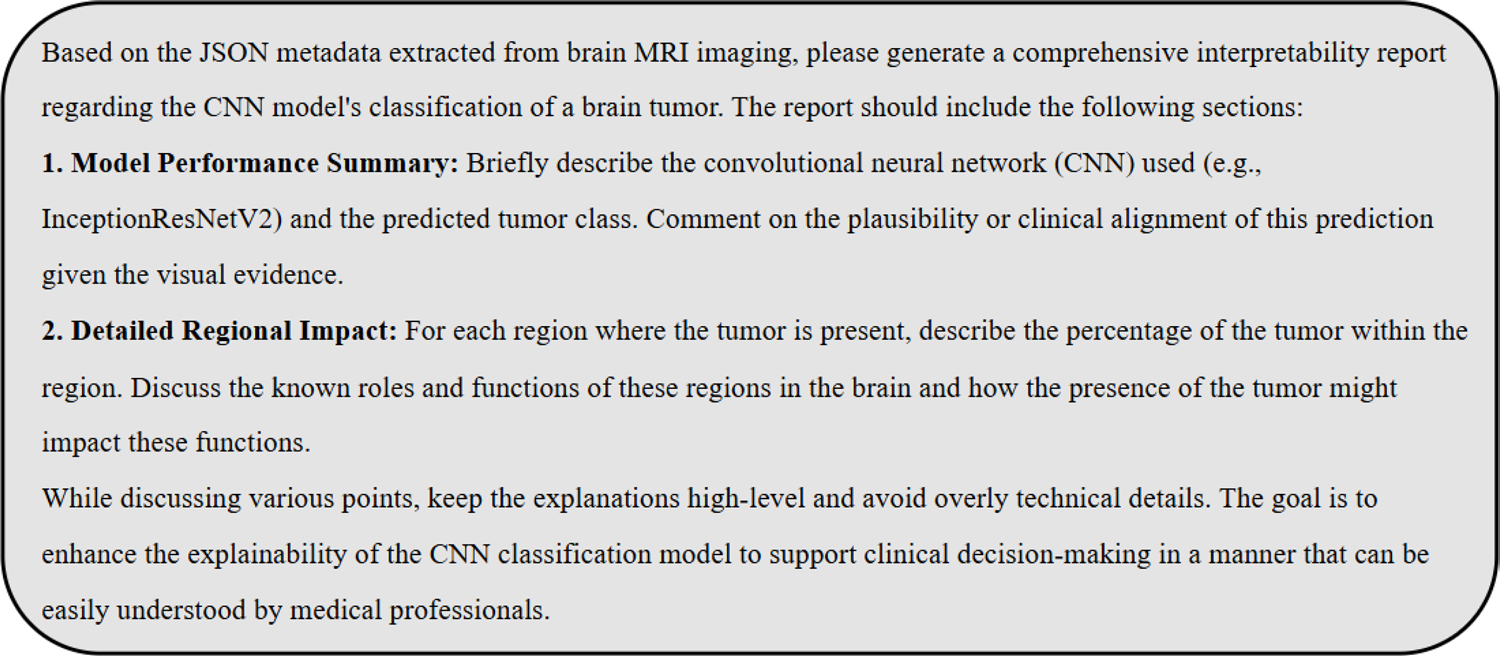 Based on the JSON metadata extracted from brain MRI imaging, please generate a comprehensive interpretability report
regarding the CNN model's classification of a brain tumor. The report should include the following sections:
1. Model Performance Summary: Briefly describe the convolutional neural network (CNN) used (e.g.,
InceptionResNetV2) and the predicted tumor class. Comment on the plausibility or clinical alignment of this prediction
given the visual evidence.
2. Detailed Regional Impact: For each region where the tumor is present, describe the percentage of the tumor within the
region. Discuss the known roles and functions of these regions in the brain and how the presence of the tumor might
impact these functions.
While discussing various points, keep the explanations high-level and avoid overly technical details. The goal is to
enhance the explainability of the CNN classification model to support clinical decision-making in a manner that can be
easily understood by medical professionals.